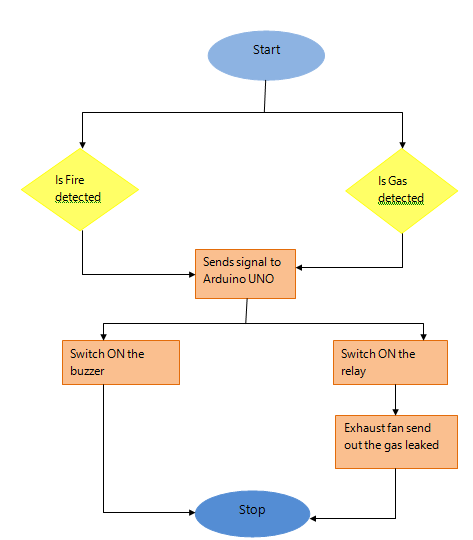 Start
Is Fire
detected
Is Gas
detected
Sends signal to
Arduino UNO
Switch ON the
buzzer
Switch ON the
relay
Exhaust fan send
out the gas leaked
Stop